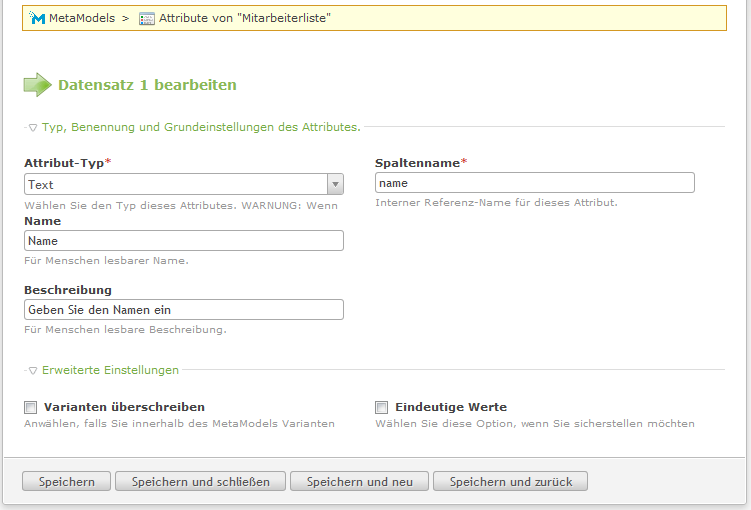 MetaModels > Attribute von "Mitarbeiterliste"
Datensatz 1 bearbeiten
Typ, Benennung und Grundeinstellungen des Attributes.
Attribut-Typ*
Text
Wählen Sie den Typ dieses Attributes. WARNUNG: Wenn
Spaltenname*
name
Interner Referenz-Name für dieses Attribut.
Name
Name
Für Menschen lesbarer Name.
Beschreibung
Geben Sie den Namen ein
Für Menschen lesbare Beschreibung.
Erweiterte Einstellungen
Varianten überschreiben
Anwählen, falls Sie innerhalb des MetaModels Varianten
Eindeutige Werte
Wählen Sie diese Option, wenn Sie sicherstellen möchten
Speichern Speichern und schließen Speichern und neu Speichern und zurück